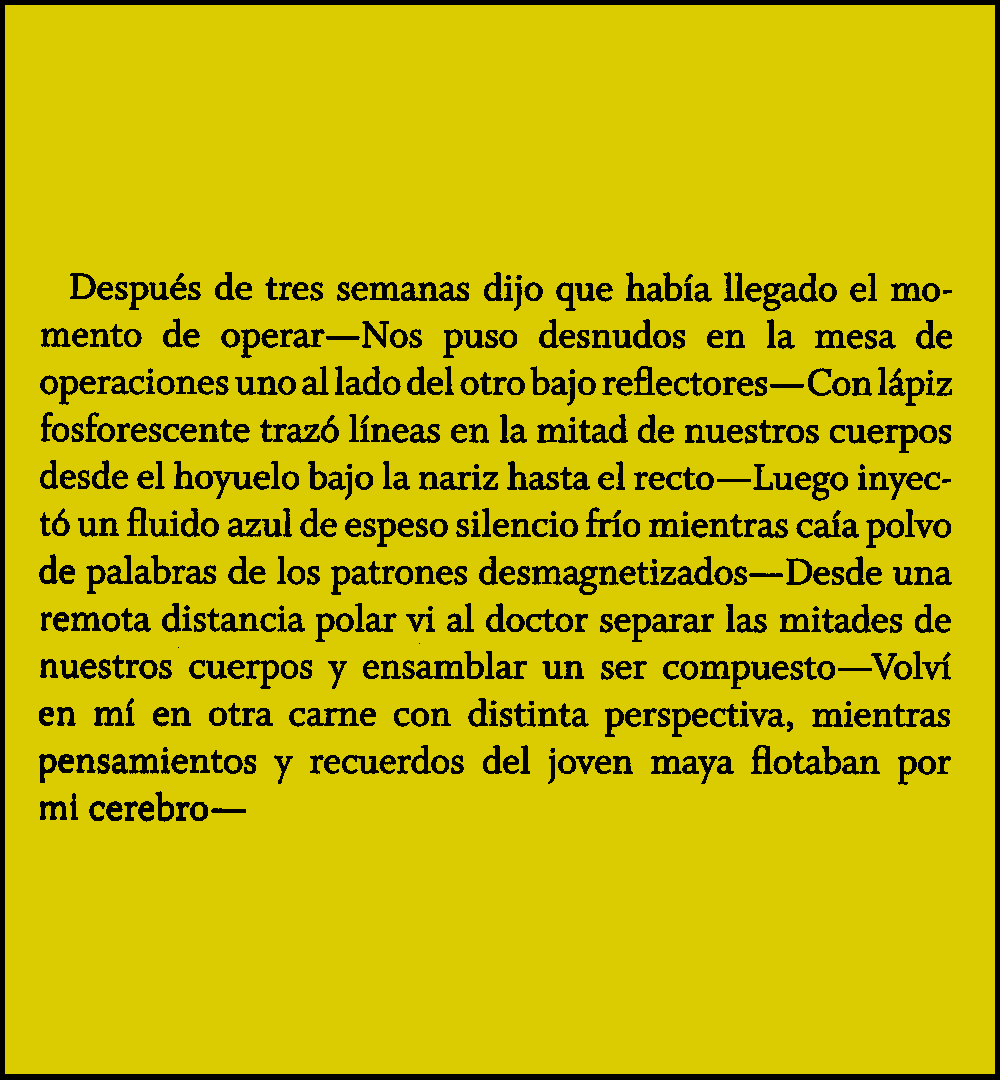 Después de tres semanas dijo que había llegado el mo-
mento de operar—Nos puso desnudos en la mesa de
operaciones uno al lado del otro bajo reflectores—Con lápiz
fosforescente trazó líneas en la mitad de nuestros cuerpos
desde el hoyuelo bajo la nariz hasta el recto—Luego inyec-
tó un fluido azul de espeso silencio frío mientras caía polvo
de palabras de los patrones desmagnetizados—Desde una
remota distancia polar vi al doctor separar las mitades de
nuestros cuerpos y ensamblar un ser compuesto—Volví
en mí en otra carne con distinta perspectiva, mientras
pensamientos y recuerdos del joven maya flotaban por
mi cerebro—